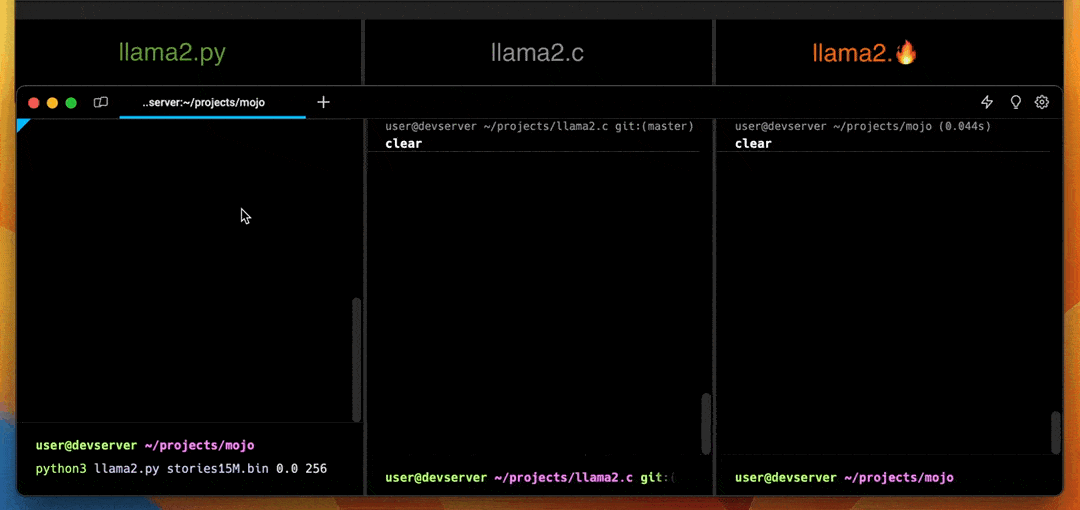 llama2.py
llama2.c
llama2.🔥
..server:~/projects/mojo
user@devserver ~/projects/mojo
python3 llama2.py stories15M.bin 0.0 256
user@devserver ~/projects/llama2.c git:(master)
clear
user@devserver ~/projects/llama2.c git:(
user@devserver ~/projects/mojo (0.044s)
clear
user@devserver ~/projects/mojo